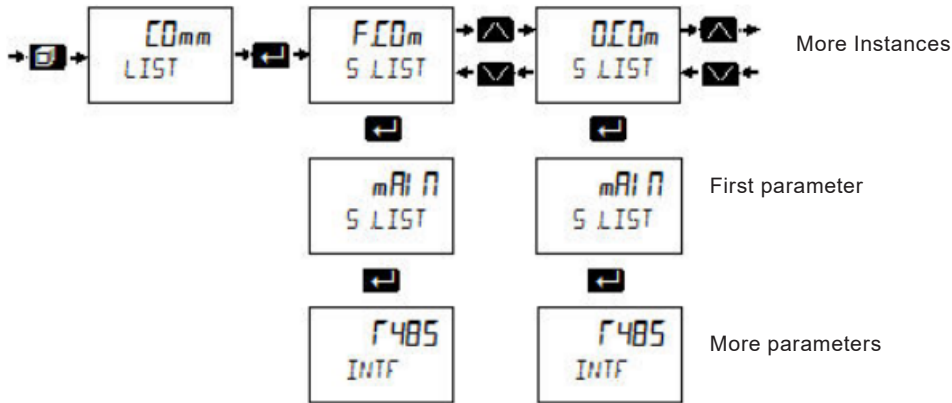 COmm
LIST
F.COm
S.LIST
O.COm
S.LIST
More Instances
mAIn
S.LIST
mAIn
S.LIST
First parameter
r485
INTF
r485
INTF
More parameters